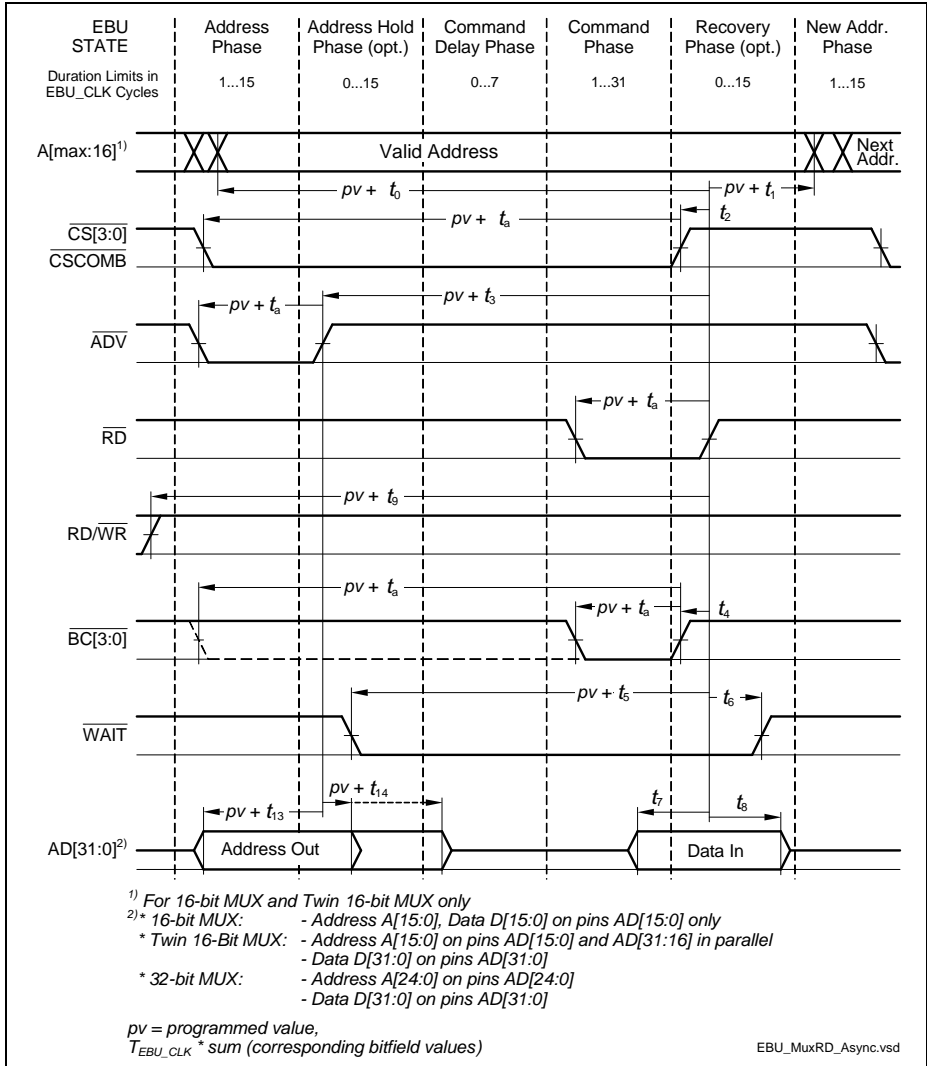 EBU STATE
Address Phase
Address Hold Phase (opt.)
Command Delay Phase
Command Phase
Recovery Phase (opt.)
New Addr. Phase
Duration Limits in EBU_CLK Cycles
1...15
0...15
0...7
1...31
0...15
1...15
A[max:16]1)
Valid Address
Next Addr.
pv + t0
pv + t1
pv + ta
t2
CS[3:0]
CSCOMB
pv + ta
pv + t3
ADV
pv + ta
RD
pv + t9
RD/WR
pv + ta
pv + ta
t4
BC[3:0]
pv + t5
t6
WAIT
pv + t13
pv + t14
t7
t8
AD[31:0]2)
Address Out
Data In
1) For 16-bit MUX and Twin 16-bit MUX only
2)* 16-bit MUX: - Address A[15:0], Data D[15:0] on pins AD[15:0] only
* Twin 16-Bit MUX: - Address A[15:0] on pins AD[15:0] and AD[31:16] in parallel
- Data D[31:0] on pins AD[31:0]
* 32-bit MUX: - Address A[24:0] on pins AD[24:0]
- Data D[31:0] on pins AD[31:0]
pv = programmed value,
TEBU_CLK * sum (corresponding bitfield values)
EBU_MuxRD_Async.vsd